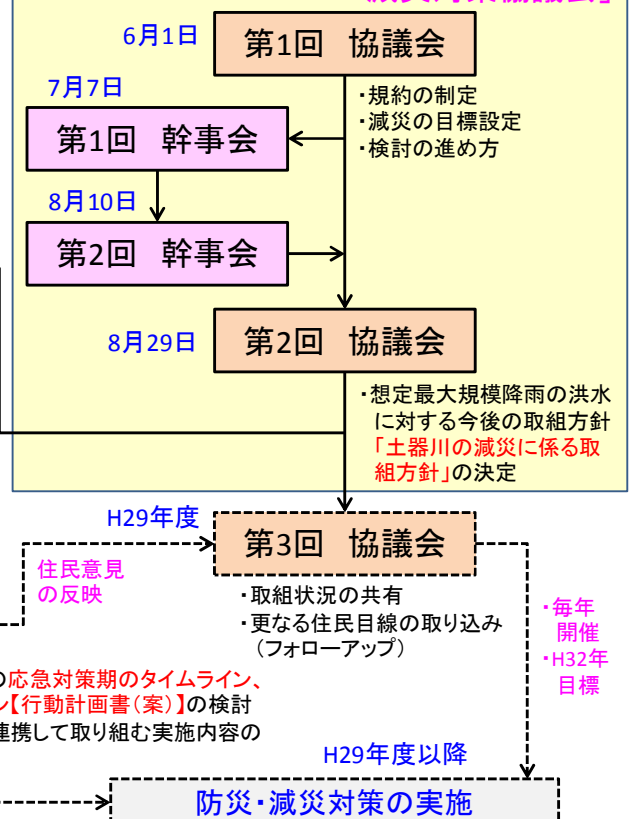 減災対策協議会」
6月1日
第1回 協議会
・規約の制定
・減災の目標設定
・検討の進め方
7月7日
第1回 幹事会
8月10日
第2回 幹事会
8月29日
第2回 協議会
・想定最大規模降雨の洪水
に対する今後の取組方針
「土器川の減災に係る取
組方針」の決定
H29年度
第3回 協議会
住民意見
の反映
・取組状況の共有
・更なる住民目線の取り込み
（フォローアップ）
・毎年
開催
・H32年
目標
の応急対策期のタイムライン、
ン【行動計画書（案）】の検討
連携して取り組む実施内容の
H29年度以降
防災・減災対策の実施